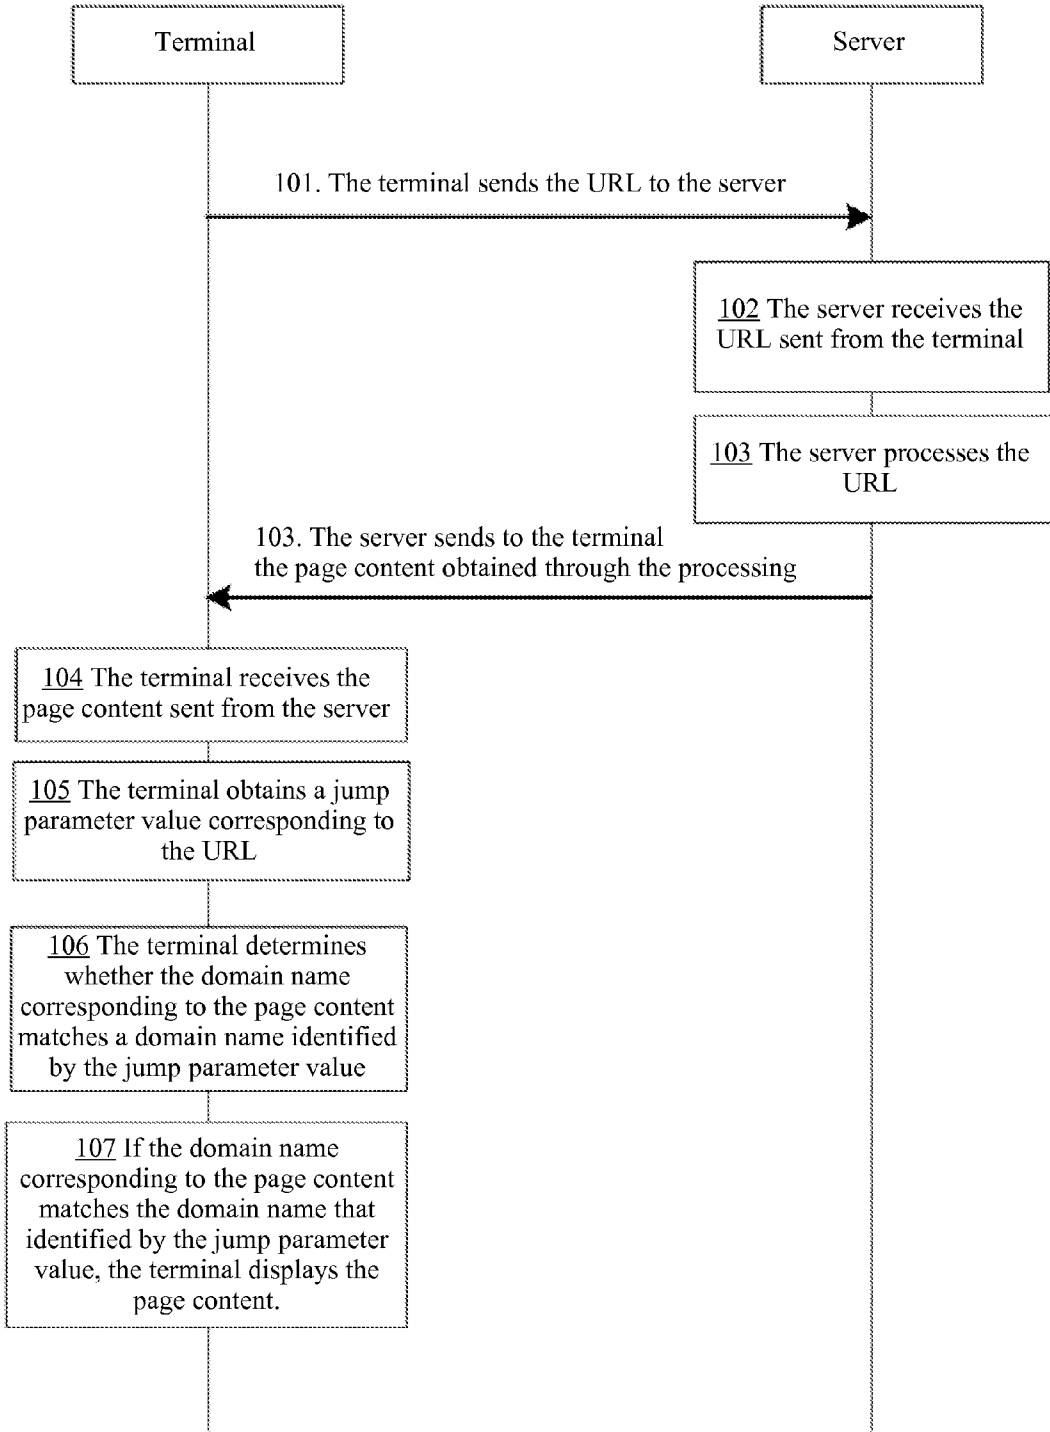 Terminal
Server
101. The terminal sends the URL to the server
102 The server receives the
URL sent from the terminal
103 The server processes the
URL
103. The server sends to the terminal
the page content obtained through the processing
104 The terminal receives the
page content sent from the server
105 The terminal obtains a jump
parameter value corresponding to
the URL
106 The terminal determines
whether the domain name
corresponding to the page content
matches a domain name identified
by the jump parameter value
107 If the domain name
corresponding to the page content
matches the domain name that
identified by the jump parameter
value, the terminal displays the
page content.